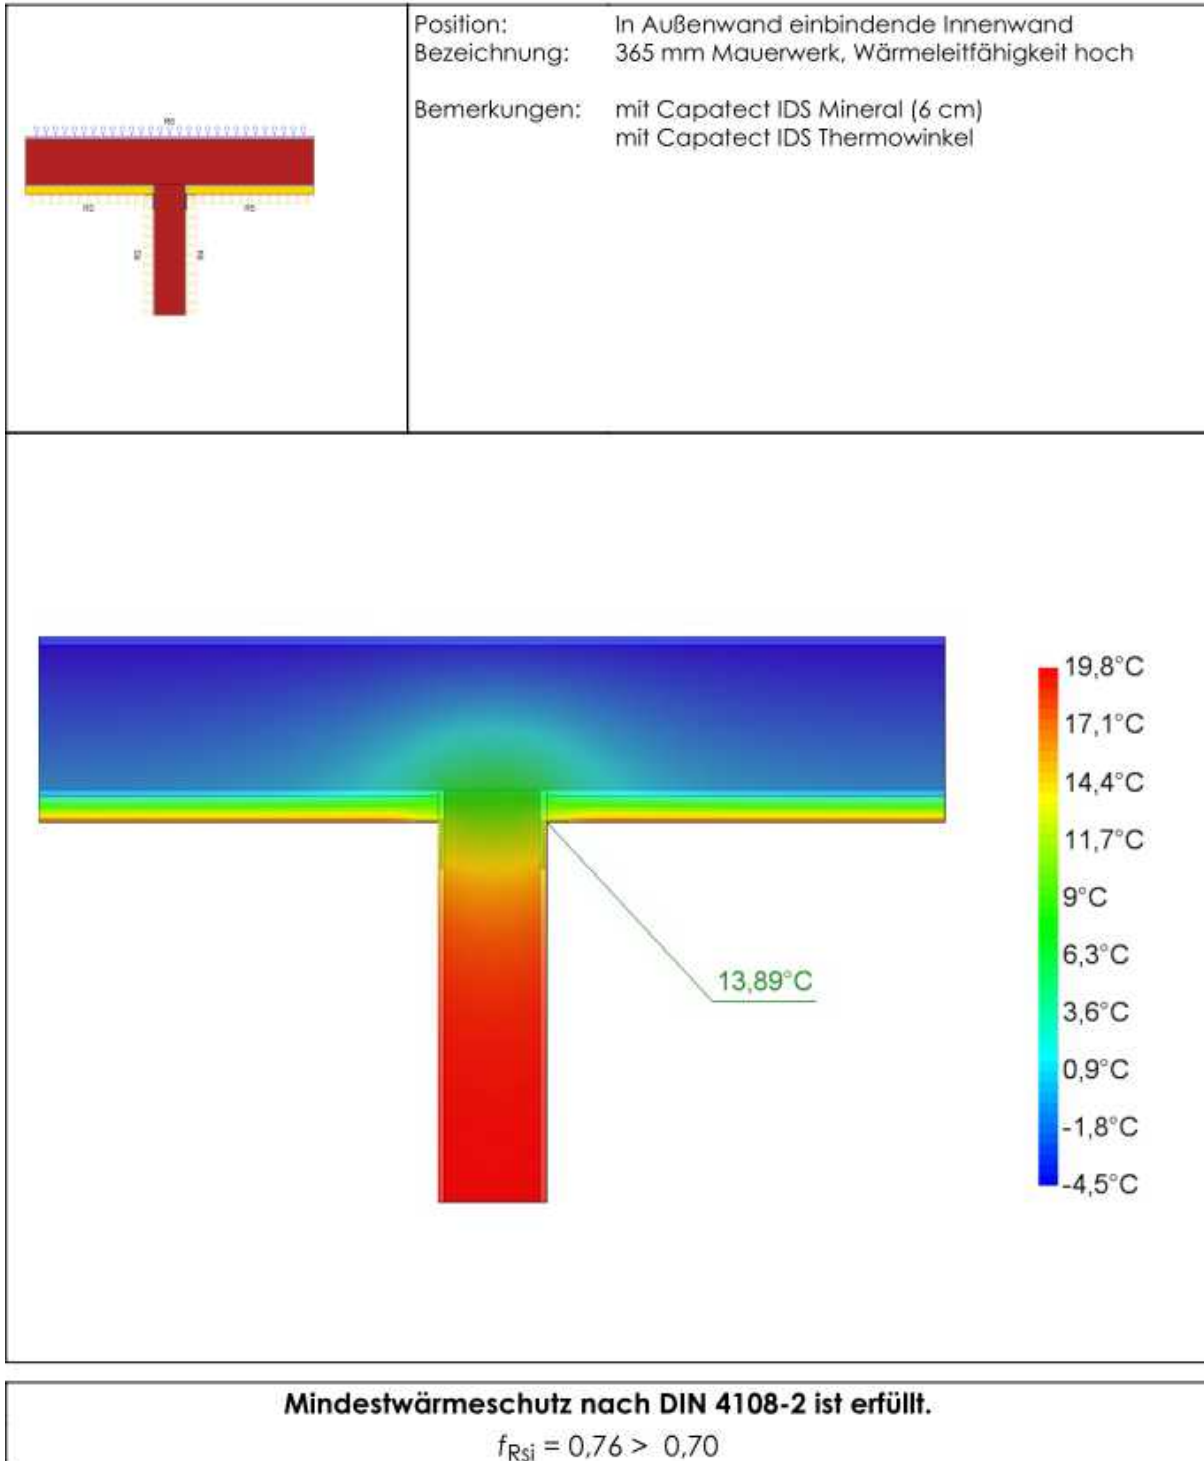 Position: In Außenwand einbindende Innenwand
Bezeichnung: 365 mm Mauerwerk, Wärmeleitfähigkeit hoch
Bemerkungen: mit Capatect IDS Mineral (6 cm)
mit Capatect IDS Thermowinkel
19,8°C
17,1°C
14,4°C
11,7°C
9°C
6,3°C
3,6°C
0,9°C
-1,8°C
-4,5°C
13,89°C
Mindestwärmeschutz nach DIN 4108-2 ist erfüllt.
fRsi = 0,76 > 0,70